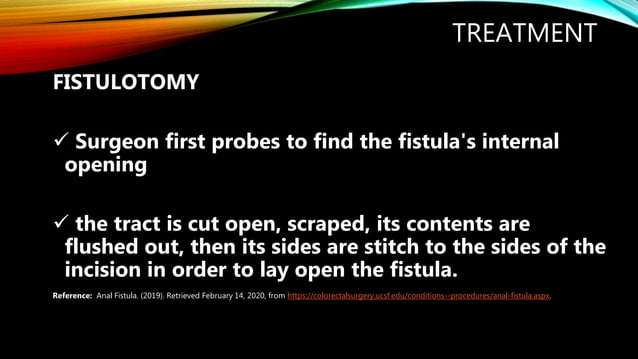 TREATMENT
FISTULOTOMY
✓ Surgeon first probes to find the fistula's internal
opening
✓ the tract is cut open, scraped, its contents are
flushed out, then its sides are stitch to the sides of the
incision in order to lay open the fistula.
Reference: Anal Fistula. (2019). Retrieved February 14, 2020, from https://colorectalsurgery.ucsf.edu/conditions--procedures/anal-fistula.aspx.